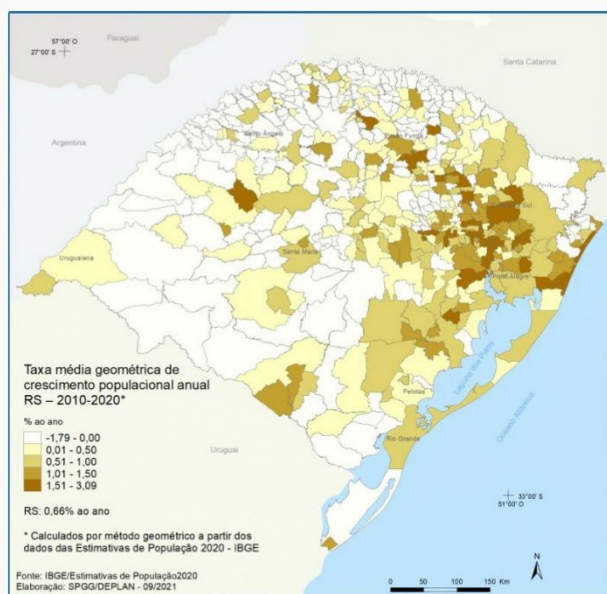 Paraguai
57°00' O
27°00' S
Santa Catarina
Argentina
Santo Ângelo
Passo Fundo
Caxias do Sul
Uruguaiana
Santa Maria
Porto Alegre
Taxa média geométrica de
crescimento populacional anual
RS – 2010-2020*
% ao ano
-1,79 - 0,00
0,01 - 0,50
0,51 - 1,00
1,01 - 1,50
1,51 - 3,09
RS: 0,66% ao ano
Pelotas
Laguna dos Patos
Rio Grande
Oceano Atlântico
Uruguai
33°00' S
51°00' O
* Calculados por método geométrico a partir dos
dados das Estimativas de População 2020 - IBGE
N
Fonte: IBGE/Estimativas de População2020
Elaboração: SPGG/DEPLAN - 09/2021
0 50 100 150 Km